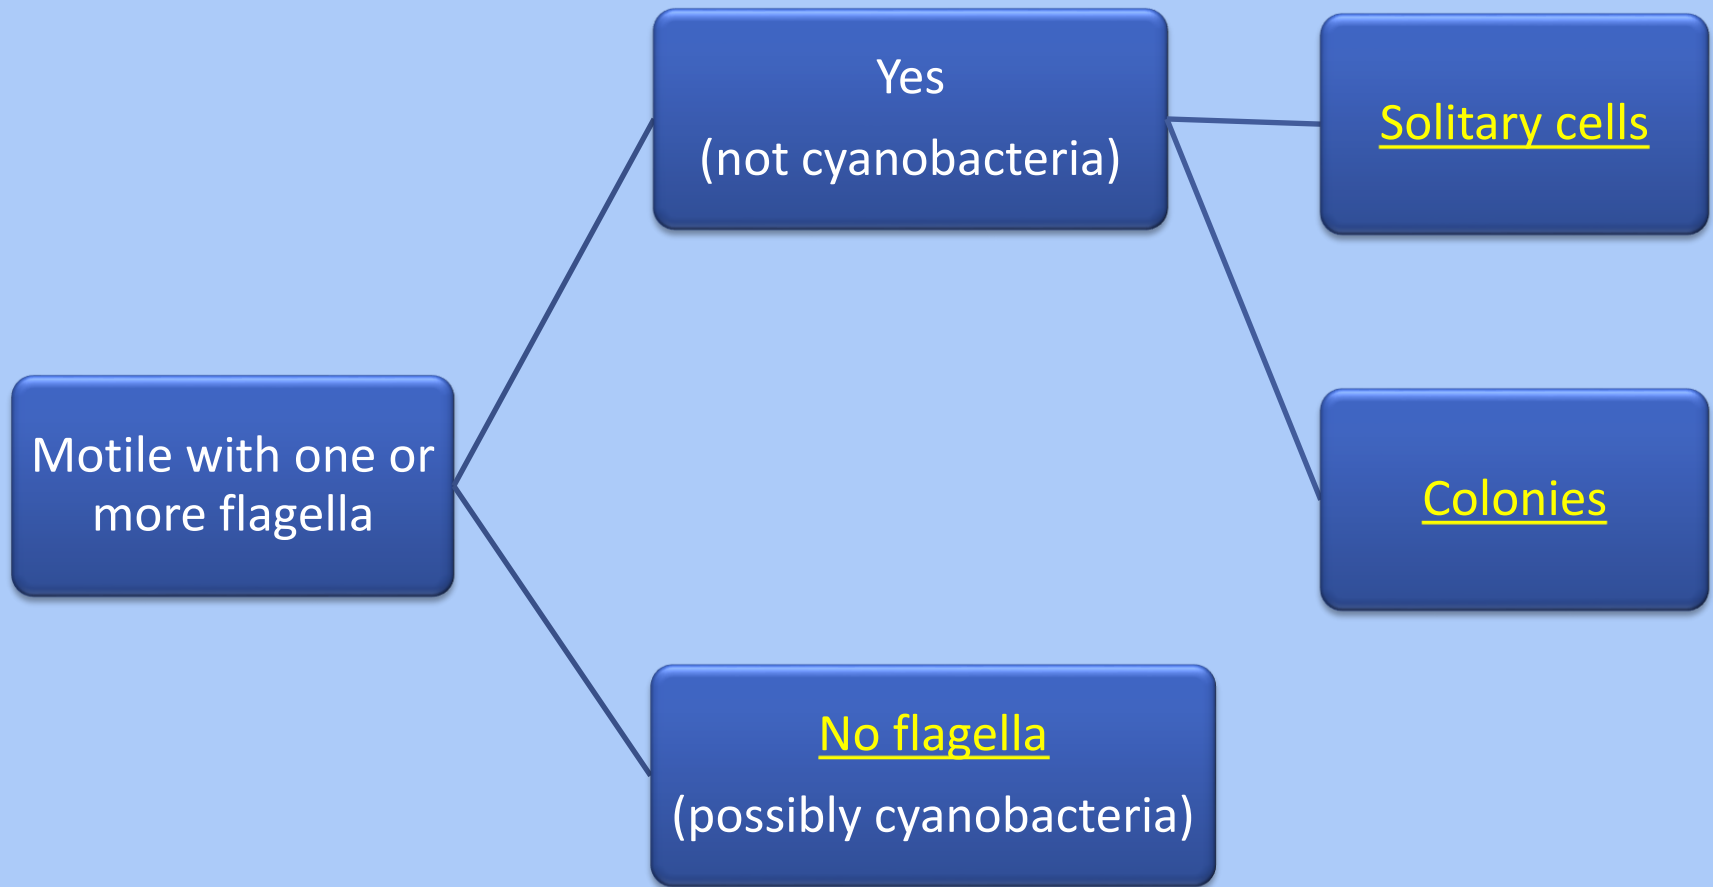 Motile with one or
more flagella
Yes
(not cyanobacteria)
Solitary cells
Colonies
No flagella
(possibly cyanobacteria)